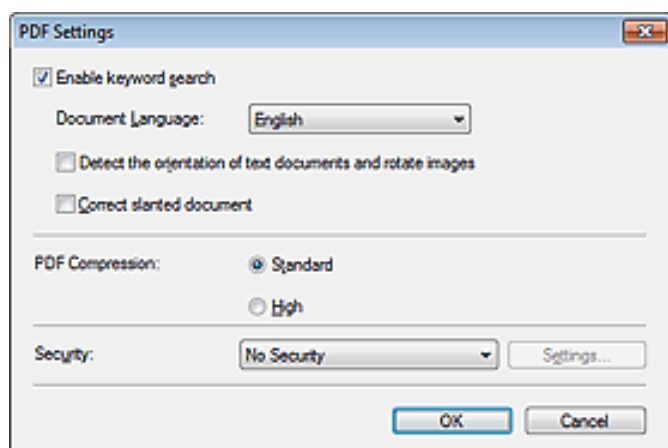 PDF Settings
Enable keyword search
Document Language: English
Detect the orientation of text documents and rotate images
Correct slanted document
PDF Compression: Standard
High
Security: No Security Settings...
OK Cancel